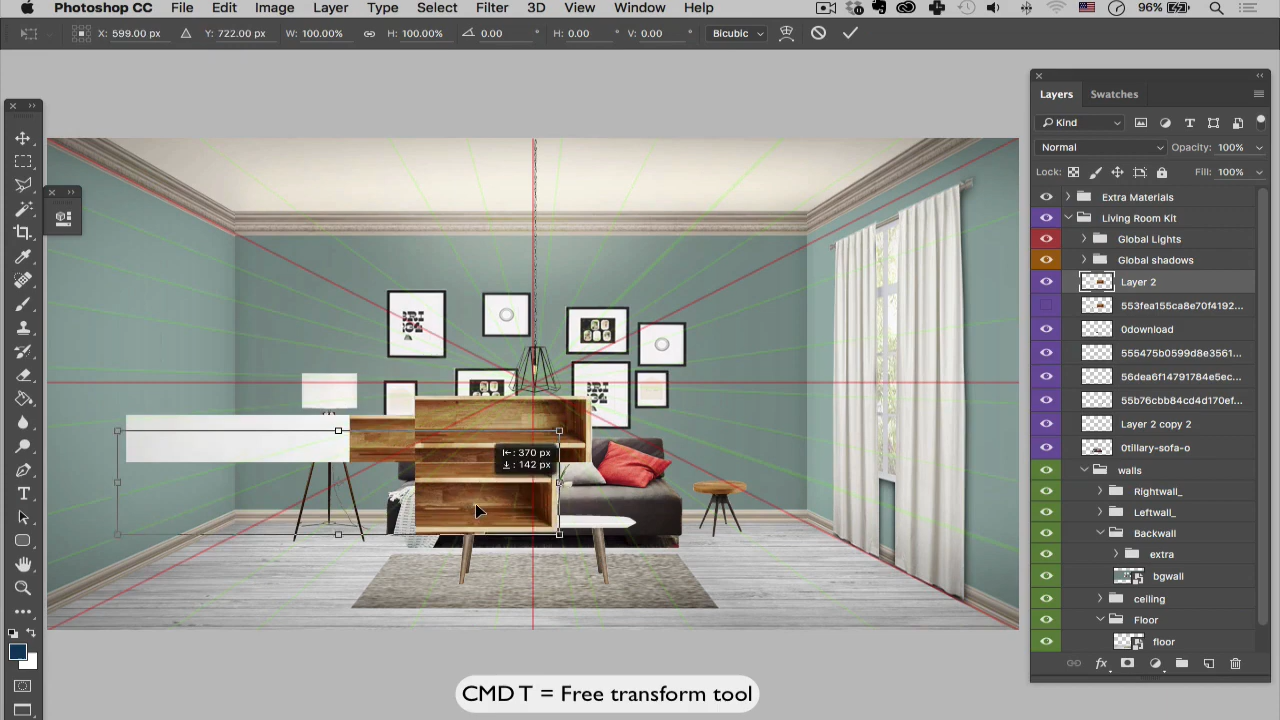 Photoshop CC File Edit Image Layer Type Select Filter 3D View Window Help 96%
X: 599.00 px Y: 722.00 px W: 100.00% H: 100.00% 0.00 ° H: 0.00 ° V: 0.00 ° Bicubic
Layers Swatches
Kind
Normal Opacity: 100%
Lock: Fill: 100%
Extra Materials
Living Room Kit
Global Lights
Global shadows
Layer 2
553fea155ca8e70f4192...
0download
555475b0599d8e3561...
56dea6f14791784e5ec...
55b76cbb84cd4d170ef...
Layer 2 copy 2
0tillary-sofa-o
walls
Rightwall_
Leftwall_
Backwall
extra
bgwall
ceiling
Floor
floor
fx
: 370 px
: 142 px
CMD T = Free transform tool